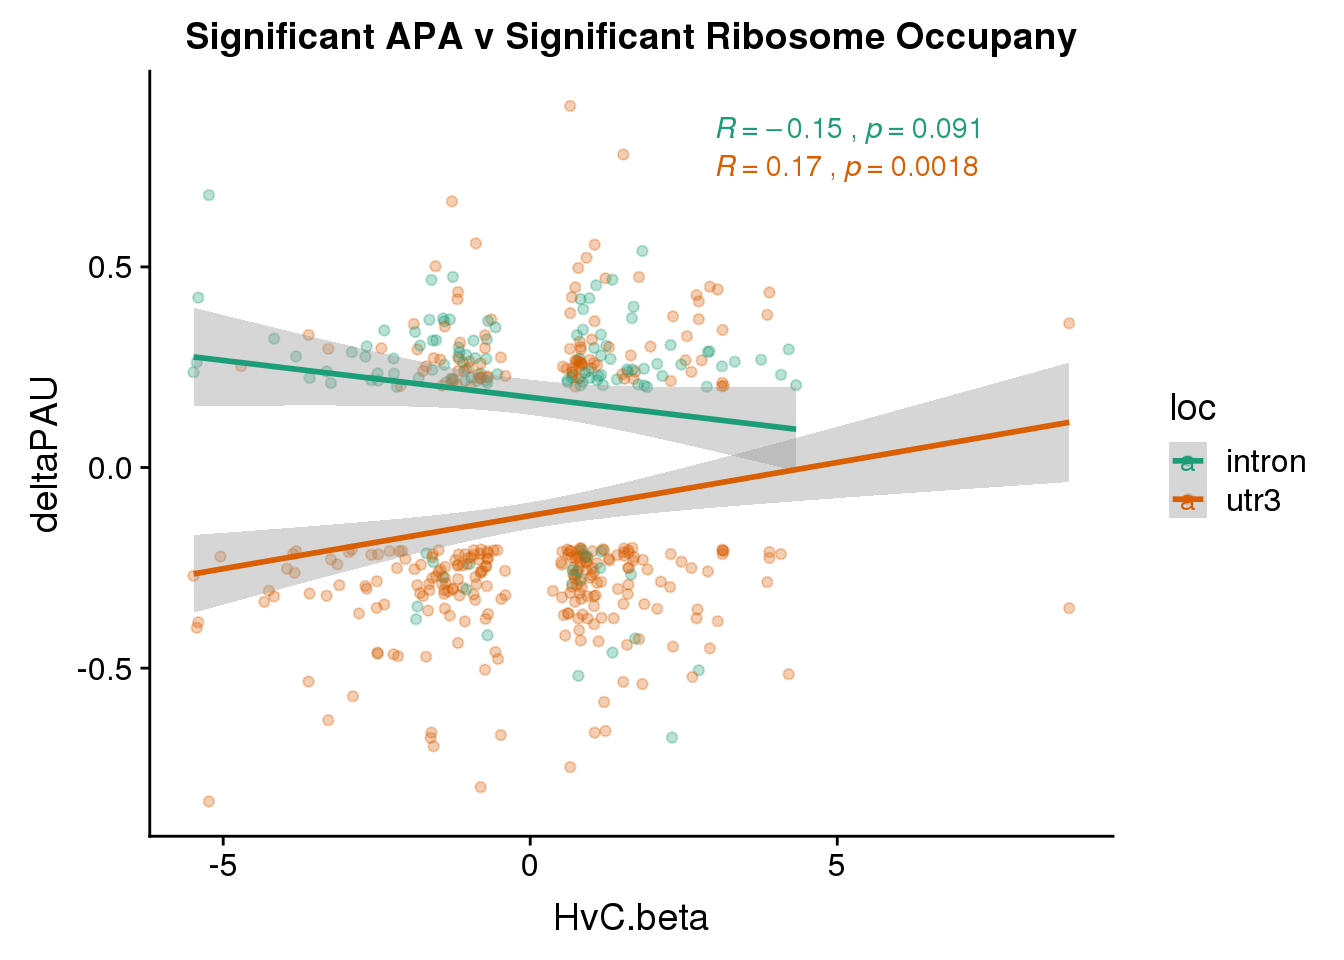 Significant APA v Significant Ribosome Occupany
R = −0.15 , p = 0.091
R = 0.17 , p = 0.0018
0.5
0.0
-0.5
deltaPAU
-5 0 5
HvC.beta
loc
a intron
a utr3